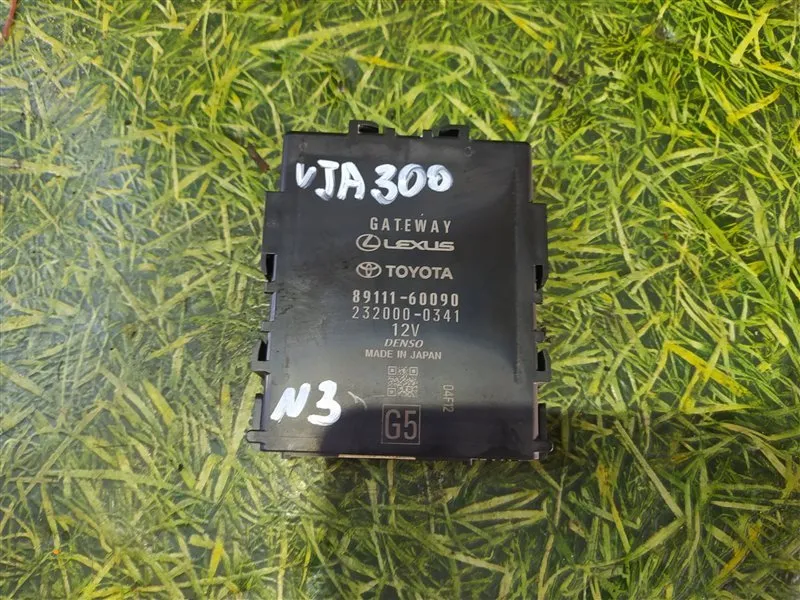 VJA300
GATEWAY
LEXUS
TOYOTA
89111-60090
232000-0341
12V
DENSO
MADE IN JAPAN
04F12
N3
G5